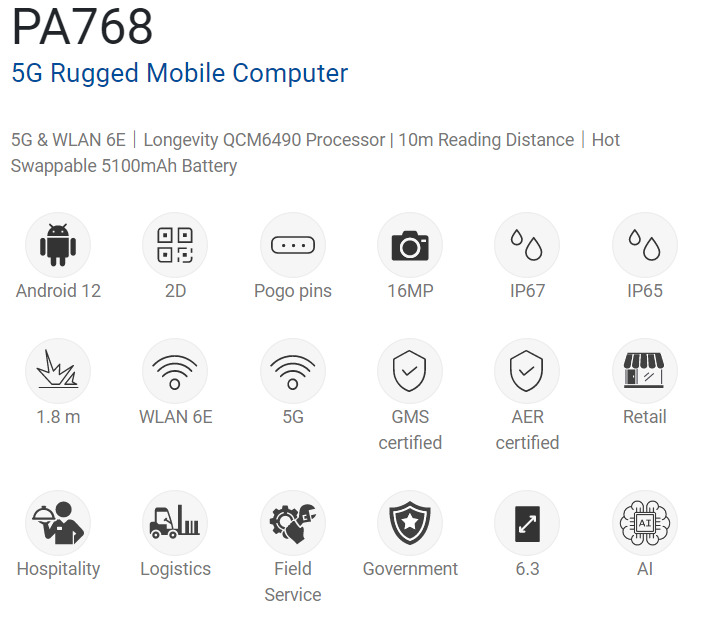 PA768
5G Rugged Mobile Computer
5G & WLAN 6E | Longevity QCM6490 Processor | 10m Reading Distance | Hot
Swappable 5100mAh Battery
Android 12
2D
Pogo pins
16MP
IP67
IP65
1.8 m
WLAN 6E
5G
GMS
certified
AER
certified
Retail
Hospitality
Logistics
Field
Service
Government
6.3
AI
AI